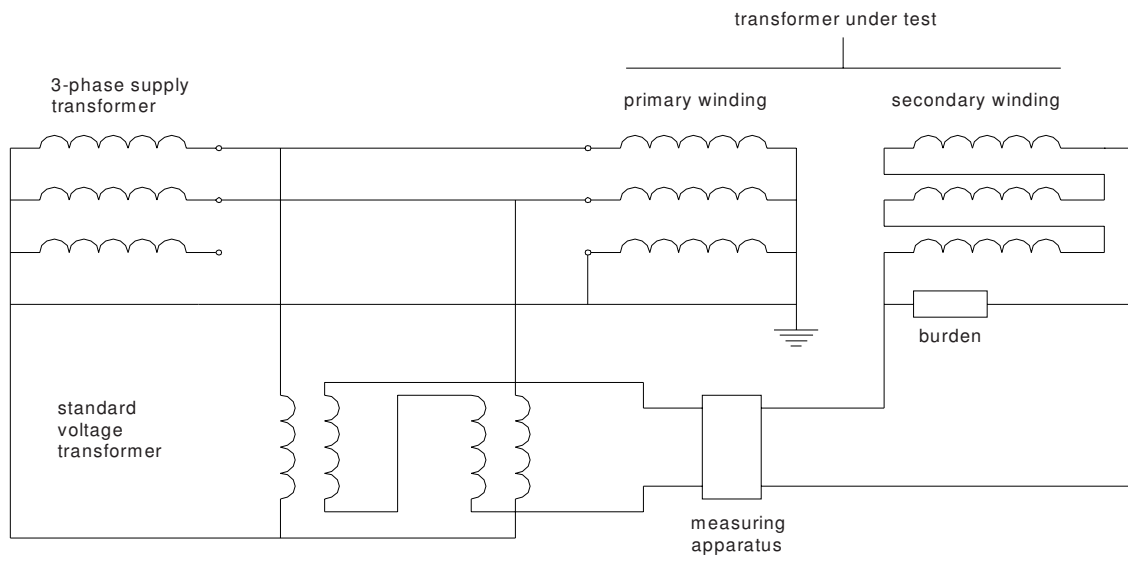 transformer under test
3-phase supply
transformer
primary winding
secondary winding
burden
standard
voltage
transformer
measuring
apparatus